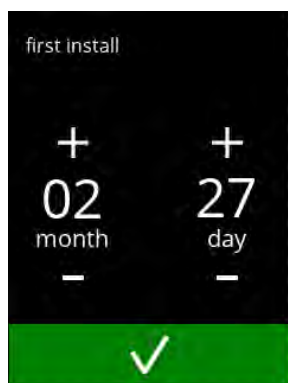 first install
+ +
02 27
month day
- -